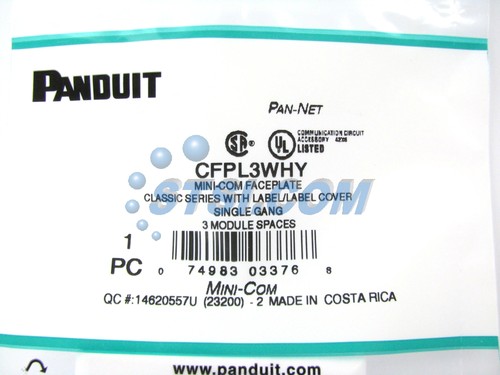 PANDUIT
PAN-NET
SA ®
UL ® COMMUNICATION CIRCUIT
ACCESSORY
LISTED
CFPL3WHY
MINI-COM FACEPLATE
CLASSIC SERIES WITH LABEL/LABEL COVER
SINGLE GANG
3 MODULE SPACES
1
PC
0 74983 03376 8
MINI-COM
QC #:14620557U (23200) - 2 MADE IN COSTA RICA
www.panduit.com